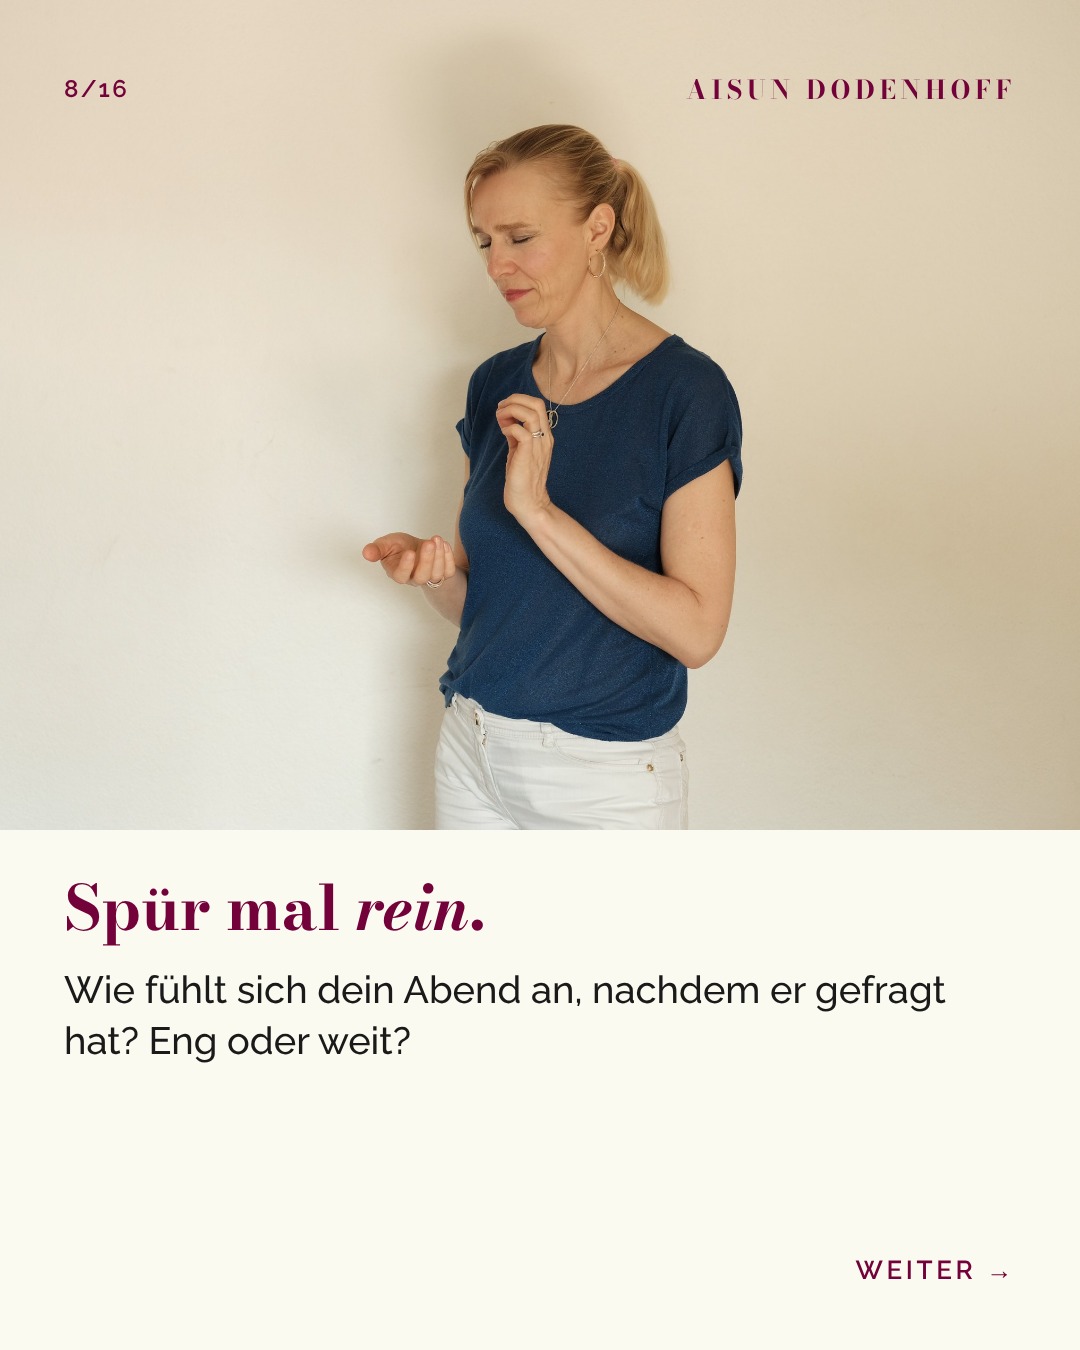 8/16
AISUN DODENHOFF
Spür mal rein.
Wie fühlt sich dein Abend an, nachdem er gefragt
hat? Eng oder weit?
WEITER →